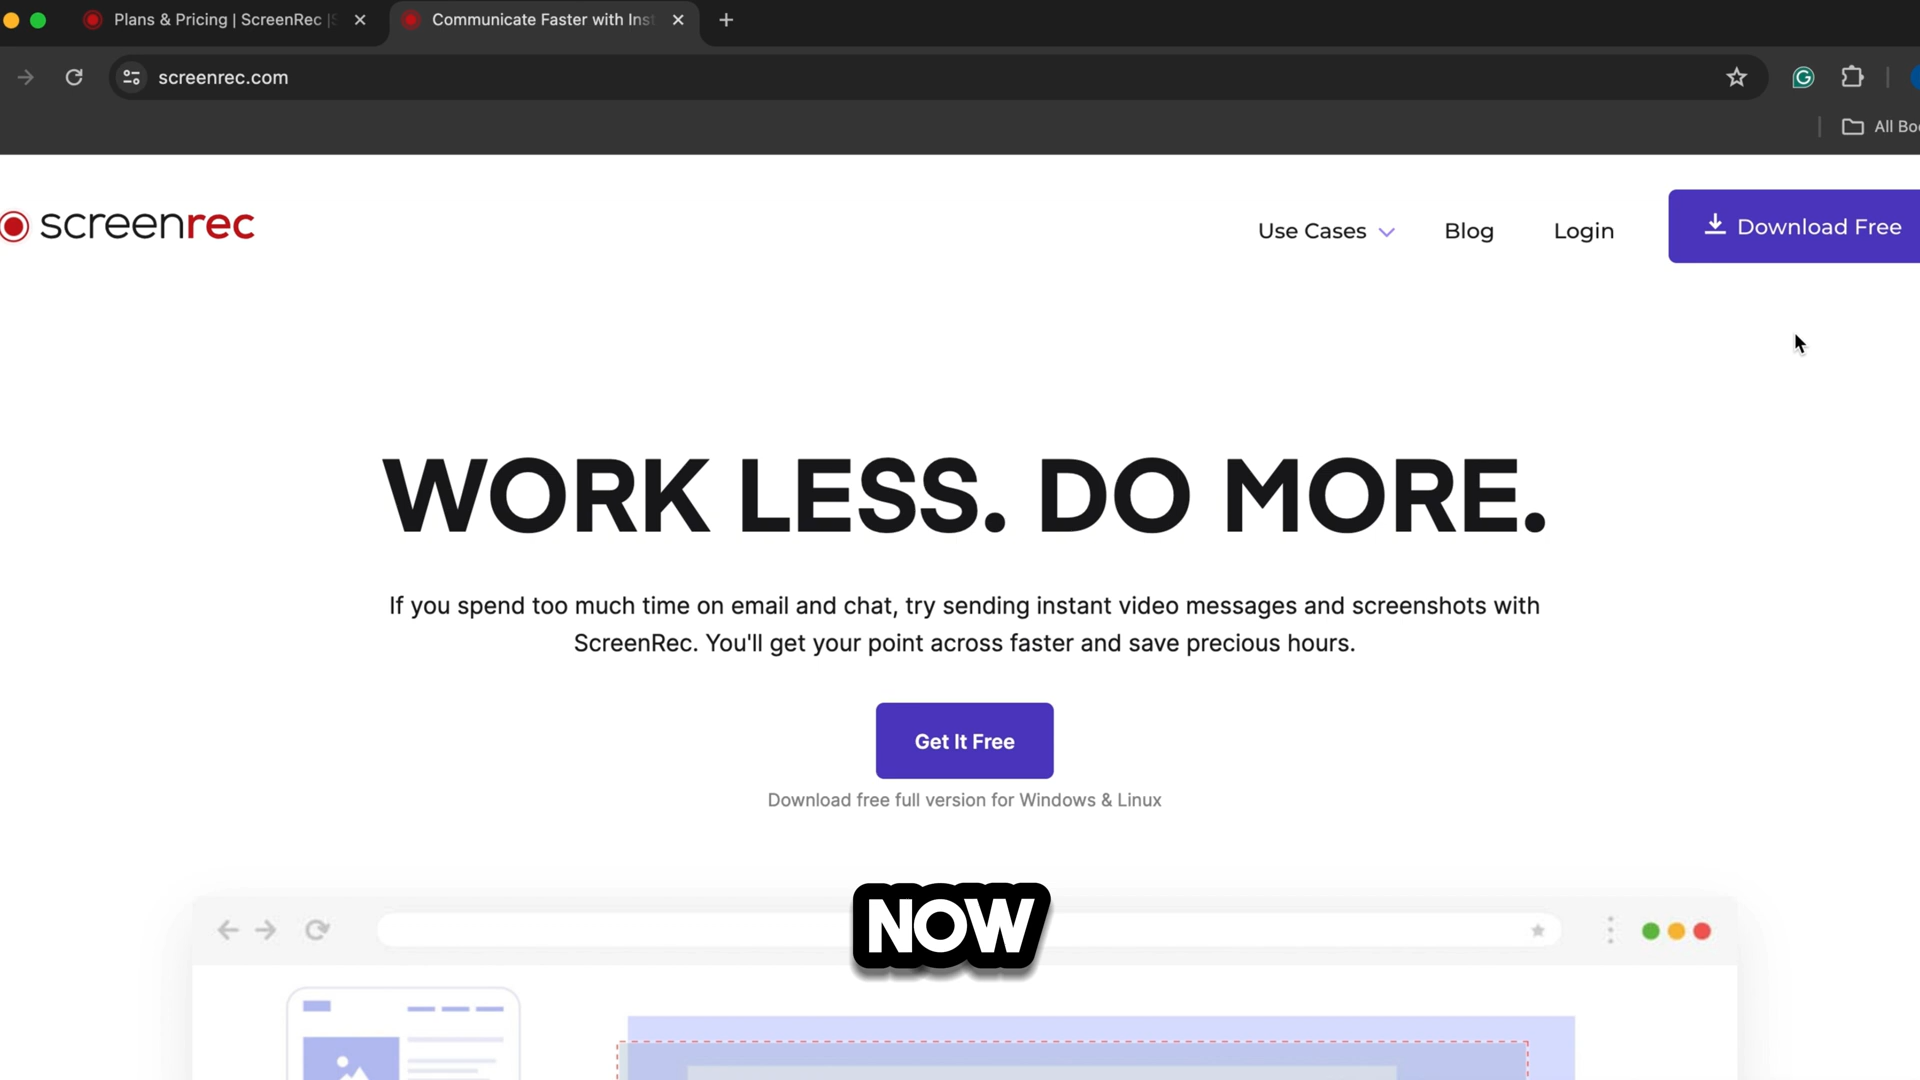 Plans & Pricing | ScreenRec |
Communicate Faster with Inst
screenrec.com
All Boo
screenrec
Use Cases
Blog
Login
Download Free
WORK LESS. DO MORE.
If you spend too much time on email and chat, try sending instant video messages and screenshots with
ScreenRec. You'll get your point across faster and save precious hours.
Get It Free
Download free full version for Windows & Linux
NOW